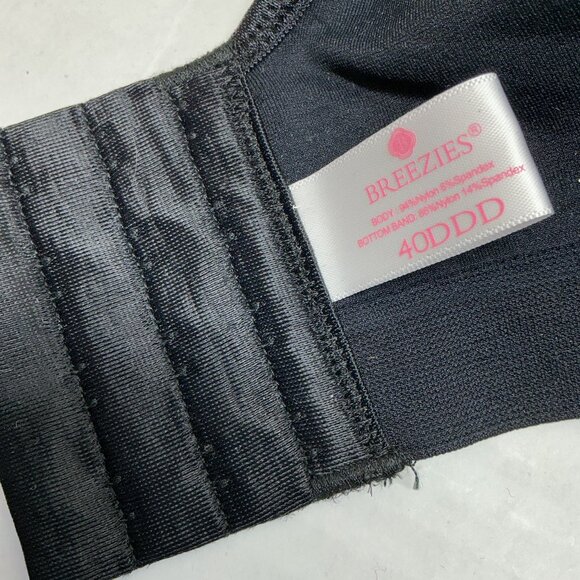 BREEZIES®
BODY : 94%Nylon 6%Spandex
BOTTOM BAND: 86%Nylon 14%Spandex
40DDD